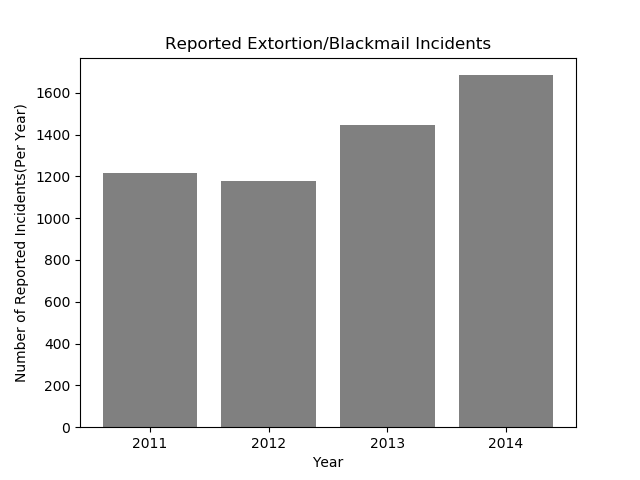 Reported Extortion/Blackmail Incidents
Number of Reported Incidents(Per Year)
1600
1400
1200
1000
800
600
400
200
0
2011 2012 2013 2014
Year